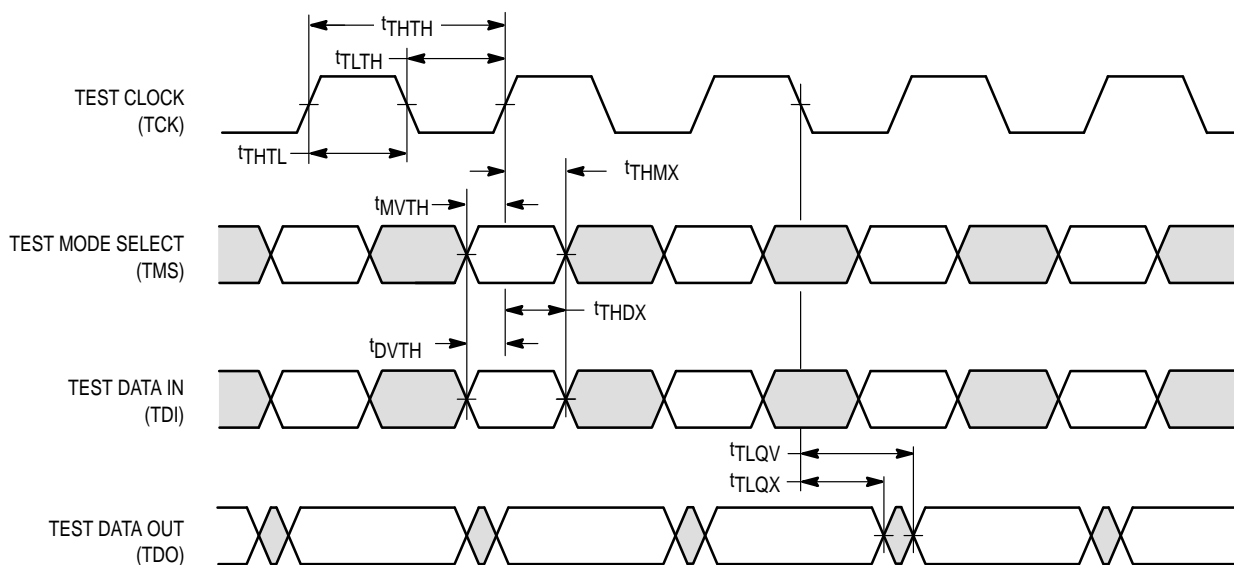 tTHTH
tTLTH
TEST CLOCK
(TCK)
tTHTL
tTHMX
tMVTH
TEST MODE SELECT
(TMS)
tTHDX
tDVTH
TEST DATA IN
(TDI)
tTLQV
tTLQX
TEST DATA OUT
(TDO)